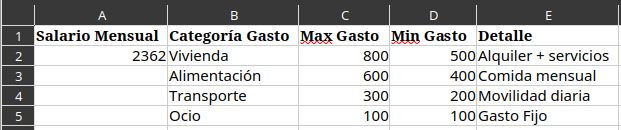 A B C D E
1 Salario Mensual Categoría Gasto Max Gasto Min Gasto Detalle
2 2362 Vivienda 800 500 Alquiler + servicios
3 Alimentación 600 400 Comida mensual
4 Transporte 300 200 Movilidad diaria
5 Ocio 100 100 Gasto Fijo